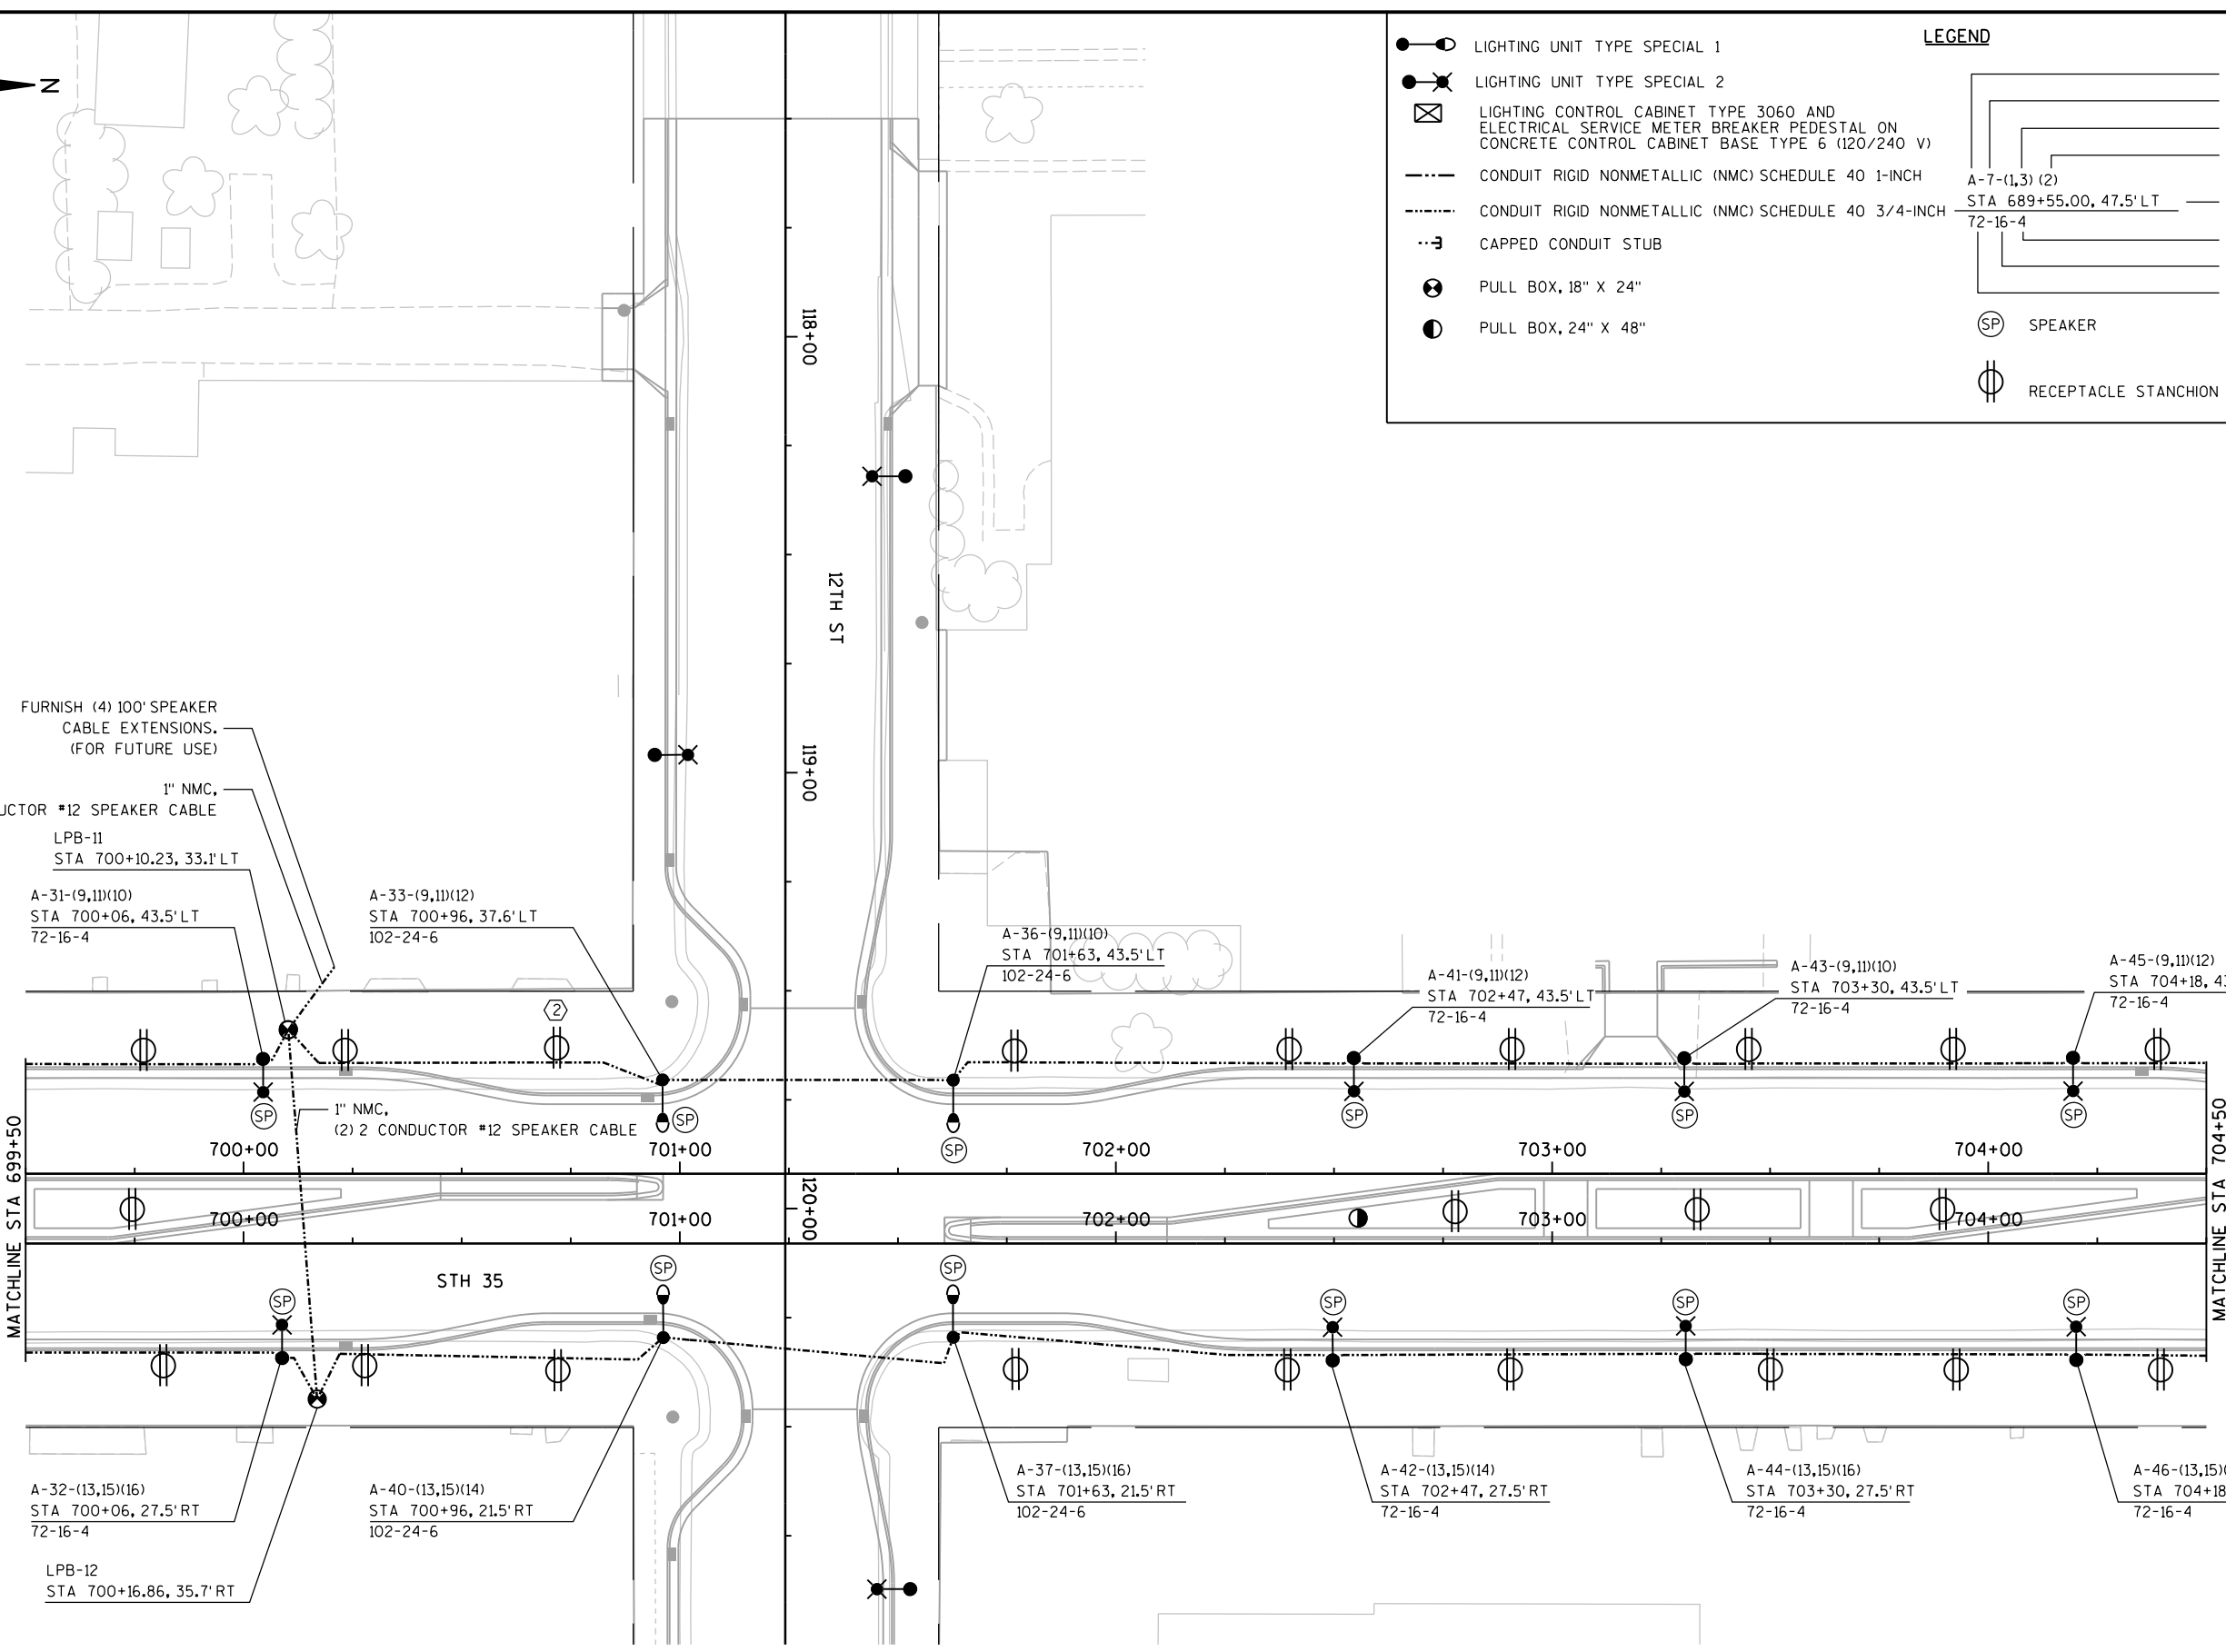 LEGEND
LIGHTING UNIT TYPE SPECIAL 1
LIGHTING UNIT TYPE SPECIAL 2
LIGHTING CONTROL CABINET TYPE 3060 AND
ELECTRICAL SERVICE METER BREAKER PEDESTAL ON
CONCRETE CONTROL CABINET BASE TYPE 6 (120/240 V)
CONDUIT RIGID NONMETALLIC (NMC) SCHEDULE 40 1-INCH
CONDUIT RIGID NONMETALLIC (NMC) SCHEDULE 40 3/4-INCH
CAPPED CONDUIT STUB
PULL BOX, 18" X 24"
PULL BOX, 24" X 48"
A-7-(1,3) (2)
STA 689+55.00, 47.5' LT
72-16-4
SP SPEAKER
RECEPTACLE STANCHION
N
118+00
12TH ST
119+00
120+00
FURNISH (4) 100' SPEAKER
CABLE EXTENSIONS.
(FOR FUTURE USE)
1" NMC,
UCTOR #12 SPEAKER CABLE
LPB-11
STA 700+10.23, 33.1' LT
A-31-(9,11)(10)
STA 700+06, 43.5' LT
72-16-4
A-33-(9,11)(12)
STA 700+96, 37.6' LT
102-24-6
A-36-(9,11)(10)
STA 701+63, 43.5' LT
102-24-6
A-41-(9,11)(12)
STA 702+47, 43.5' LT
72-16-4
A-43-(9,11)(10)
STA 703+30, 43.5' LT
72-16-4
A-45-(9,11)(12)
STA 704+18, 43
72-16-4
2
SP
SP
SP
SP
SP
SP
1" NMC,
(2) 2 CONDUCTOR #12 SPEAKER CABLE
700+00
701+00
702+00
703+00
704+00
700+00
701+00
702+00
703+00
704+00
MATCHLINE STA 699+50
MATCHLINE STA 704+50
STH 35
SP
SP
SP
SP
SP
SP
A-32-(13,15)(16)
STA 700+06, 27.5' RT
72-16-4
A-40-(13,15)(14)
STA 700+96, 21.5' RT
102-24-6
A-37-(13,15)(16)
STA 701+63, 21.5' RT
102-24-6
A-42-(13,15)(14)
STA 702+47, 27.5' RT
72-16-4
A-44-(13,15)(16)
STA 703+30, 27.5' RT
72-16-4
A-46-(13,15)(
STA 704+18
72-16-4
LPB-12
STA 700+16.86, 35.7' RT